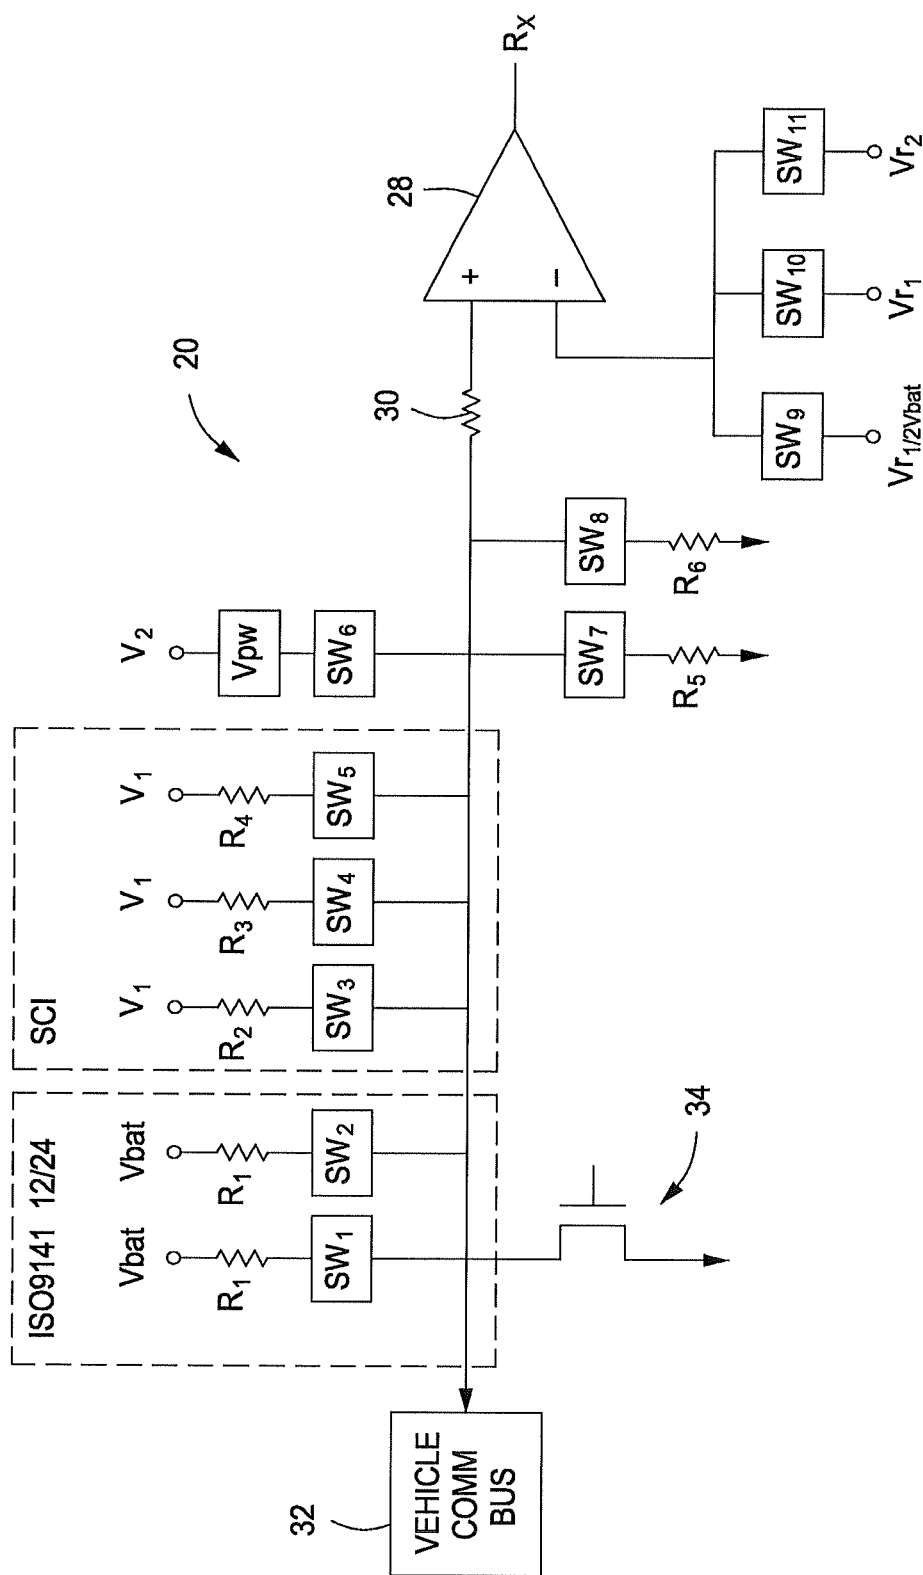 ISO9141 12/24
SCI
Vbat
Vbat
V1
V1
V1
V2
R1
R1
R2
R3
R4
Vpw
SW1
SW2
SW3
SW4
SW5
SW6
20
28
30
+
−
RX
32
VEHICLE
COMM
BUS
34
SW7
SW8
R5
R6
SW9
SW10
SW11
Vr1/2Vbat
Vr1
Vr2